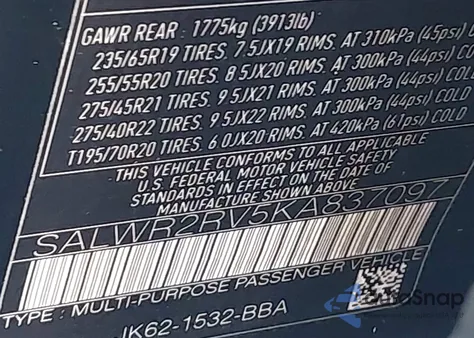 GAWR REAR : 1775kg (3913lb)
235/65R19 TIRES. 7.5JX19 RIMS. AT 310kPa (45psi) COLD
255/55R20 TIRES. 8.5JX20 RIMS. AT 300kPa (44psi) COLD
275/45R21 TIRES. 9.5JX21 RIMS. AT 300kPa (44psi) COLD
275/40R22 TIRES. 9.5JX22 RIMS. AT 300kPa (44psi) COLD
T195/70R20 TIRES. 6.0JX20 RIMS. AT 420kPa (61psi) COLD
THIS VEHICLE CONFORMS TO ALL APPLICABLE
U.S. FEDERAL MOTOR VEHICLE SAFETY
STANDARDS IN EFFECT ON THE DATE OF
MANUFACTURE SHOWN ABOVE.
SALWR2RV5KA837097
TYPE : MULTI-PURPOSE PASSENGER VEHICLE
JK62-1532-BBA